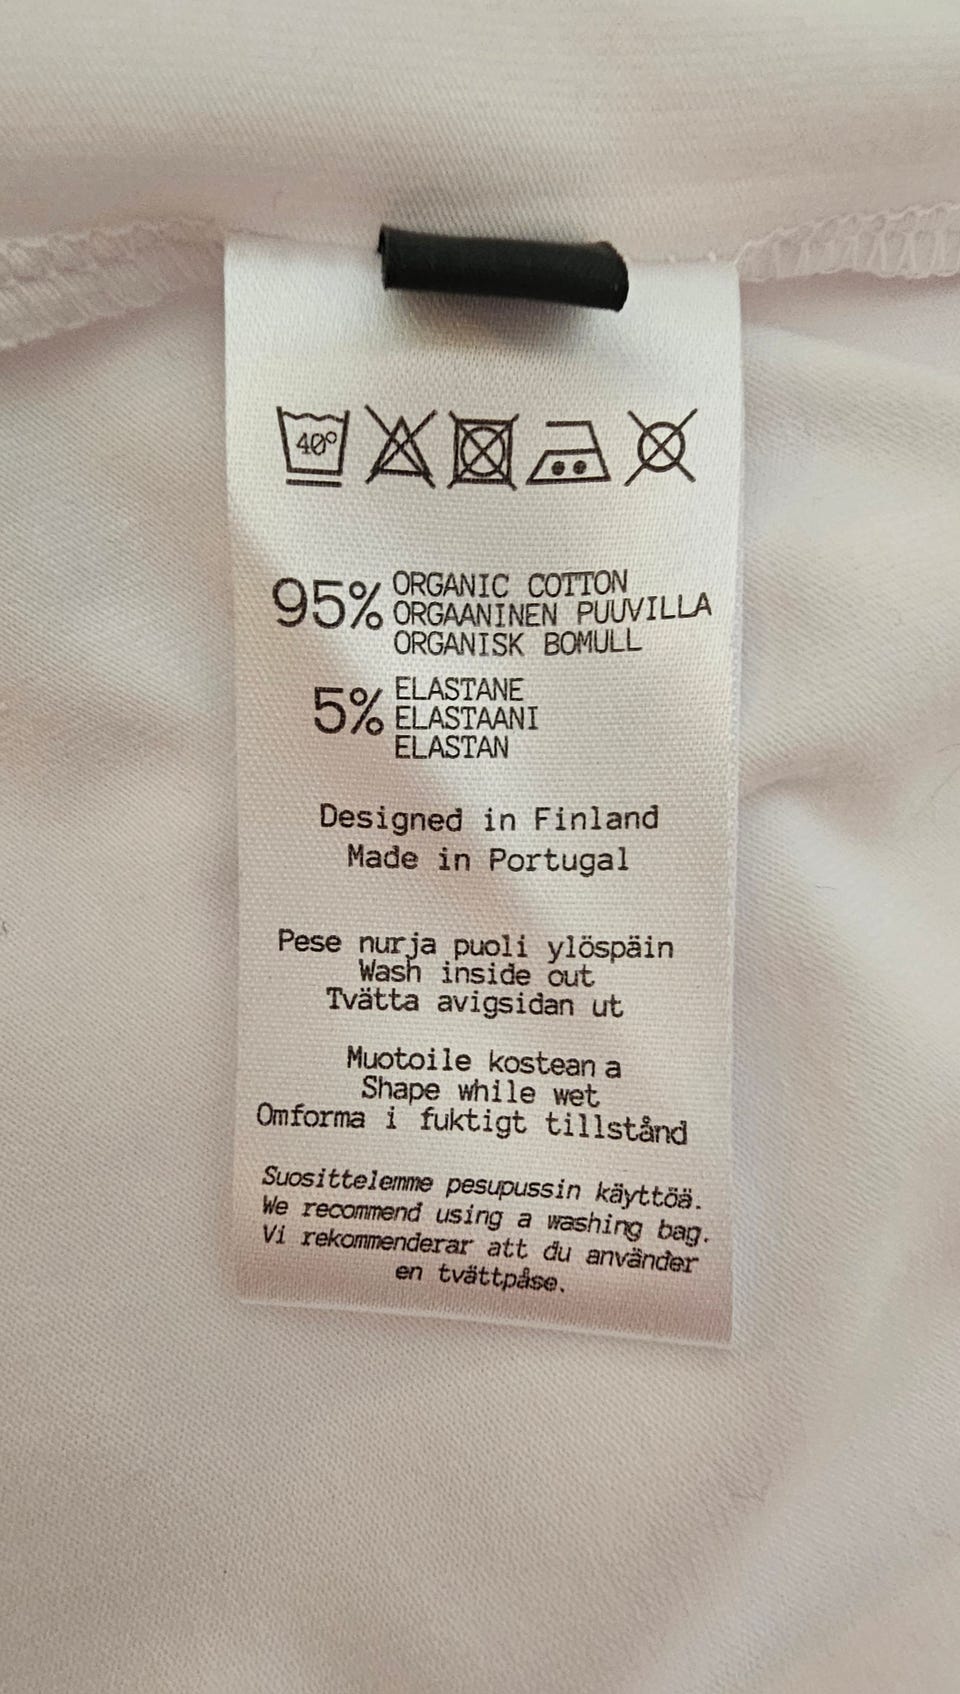 40°
95% ORGANIC COTTON
ORGAANINEN PUUVILLA
ORGANISK BOMULL
5% ELASTANE
ELASTAANI
ELASTAN
Designed in Finland
Made in Portugal
Pese nurja puoli ylöspäin
Wash inside out
Tvätta avigsidan ut
Muotoile kostean a
Shape while wet
Omforma i fuktigt tillstånd
Suosittelemme pesupussin käyttöä.
We recommend using a washing bag.
Vi rekommenderar att du använder
en tvättpåse.